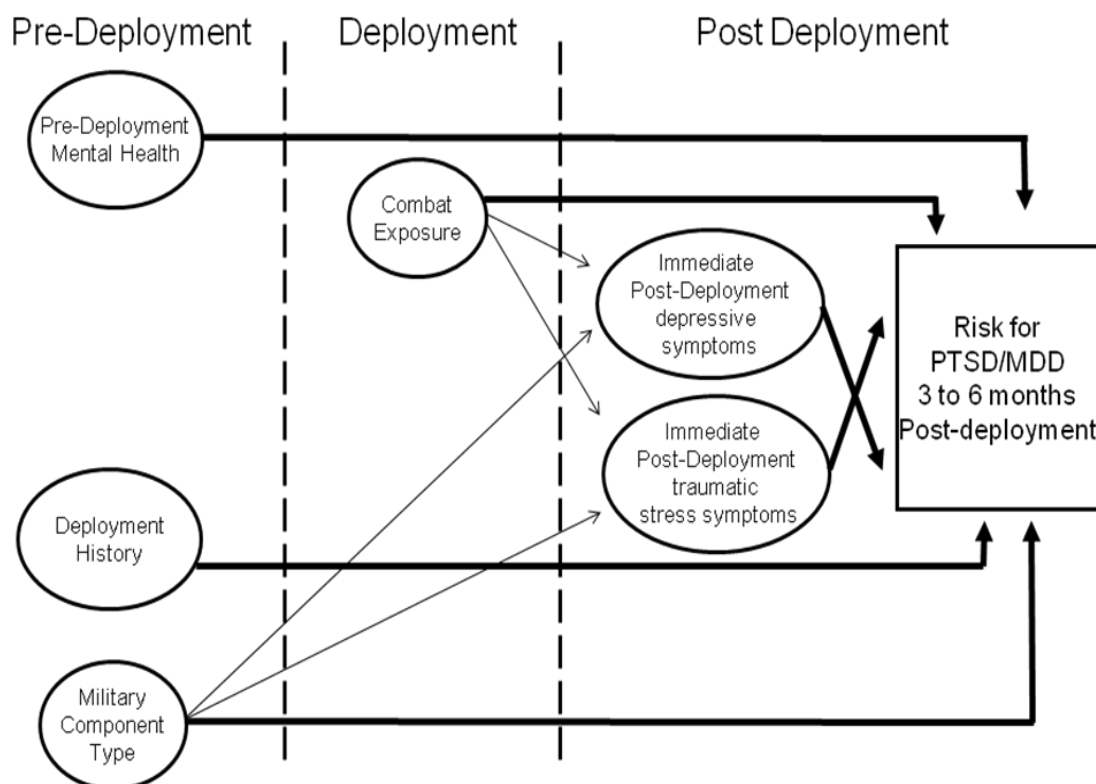 Pre-Deployment
Deployment
Post Deployment
Pre-Deployment
Mental Health
Combat
Exposure
Immediate
Post-Deployment
depressive
symptoms
Risk for
PTSD/MDD
3 to 6 months
Post-deployment
Immediate
Post-Deployment
traumatic
stress symptoms
Deployment
History
Military
Component
Type